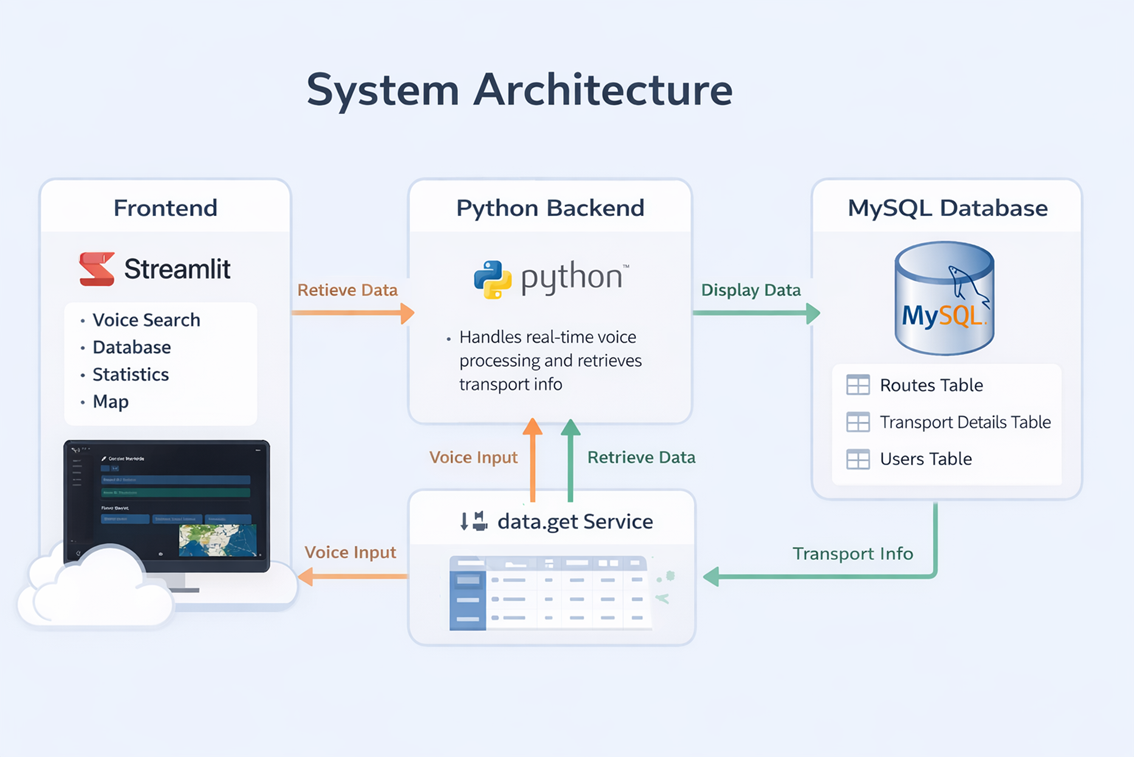 System Architecture
Frontend
Streamlit
• Voice Search
• Database
• Statistics
• Map
Retieve Data
Python Backend
python™
• Handles real-time voice
processing and retrieves
transport info
Display Data
MySQL Database
MySQL.
Routes Table
Transport Details Table
Users Table
Voice Input
Retrieve Data
data.get Service
Voice Input
Transport Info